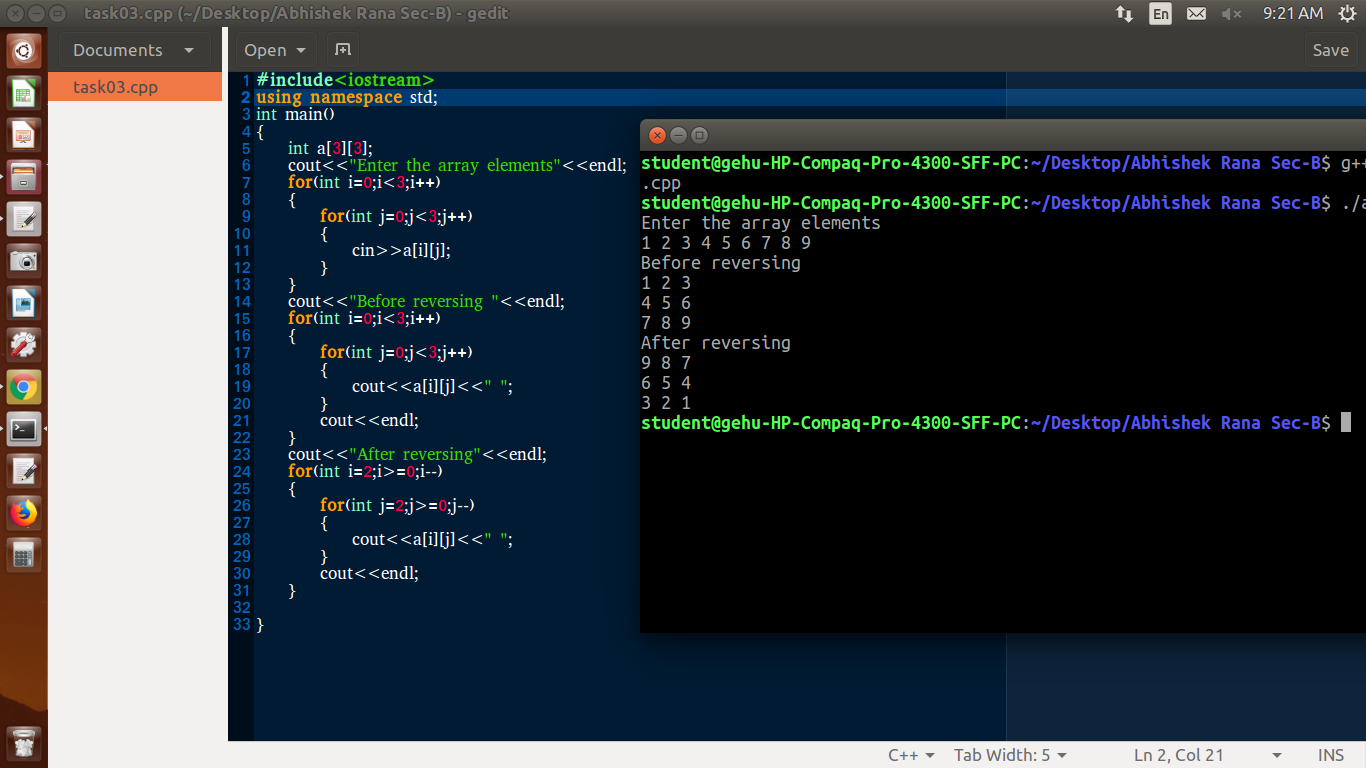 task03.cpp (~/Desktop/Abhishek Rana Sec-B) - gedit
En
9:21 AM
Documents
Open
Save
task03.cpp
1 #include<iostream>
2 using namespace std;
3 int main()
4 {
5 int a[3][3];
6 cout<<"Enter the array elements"<<endl;
7 for(int i=0;i<3;i++)
8 {
9 for(int j=0;j<3;j++)
10 {
11 cin>>a[i][j];
12 }
13 }
14 cout<<"Before reversing "<<endl;
15 for(int i=0;i<3;i++)
16 {
17 for(int j=0;j<3;j++)
18 {
19 cout<<a[i][j]<<" ";
20 }
21 cout<<endl;
22 }
23 cout<<"After reversing"<<endl;
24 for(int i=2;i>=0;i--)
25 {
26 for(int j=2;j>=0;j--)
27 {
28 cout<<a[i][j]<<" ";
29 }
30 cout<<endl;
31 }
32
33 }
student@gehu-HP-Compaq-Pro-4300-SFF-PC:~/Desktop/Abhishek Rana Sec-B$ g++
.cpp
student@gehu-HP-Compaq-Pro-4300-SFF-PC:~/Desktop/Abhishek Rana Sec-B$ ./a
Enter the array elements
1 2 3 4 5 6 7 8 9
Before reversing
1 2 3
4 5 6
7 8 9
After reversing
9 8 7
6 5 4
3 2 1
student@gehu-HP-Compaq-Pro-4300-SFF-PC:~/Desktop/Abhishek Rana Sec-B$
C++
Tab Width: 5
Ln 2, Col 21
INS